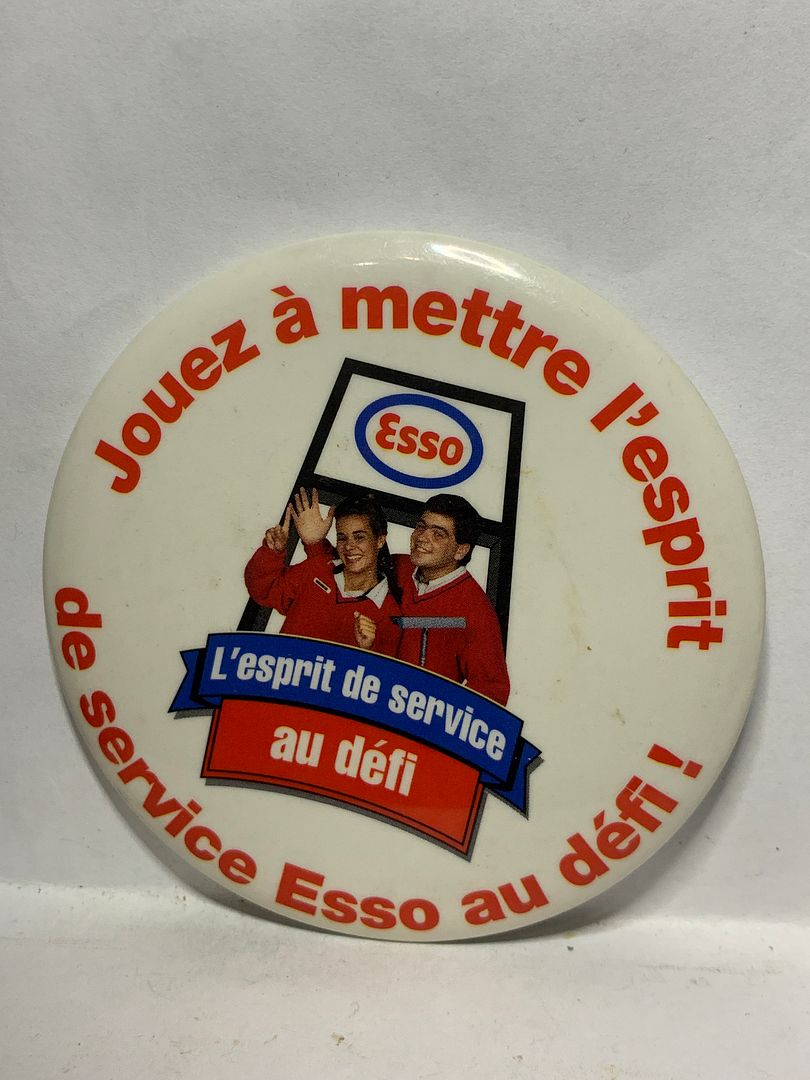 Jouez à mettre l'esprit
de service Esso au défi !
Esso
L'esprit de service
au défi